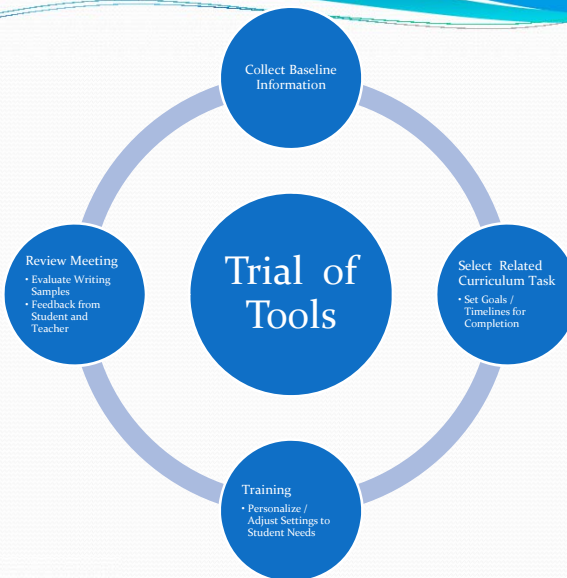 Collect Baseline
Information
Trial of
Tools
Select Related
Curriculum Task
• Set Goals /
Timelines for
Completion
Training
• Personalize /
Adjust Settings to
Student Needs
Review Meeting
• Evaluate Writing
Samples
• Feedback from
Student and
Teacher